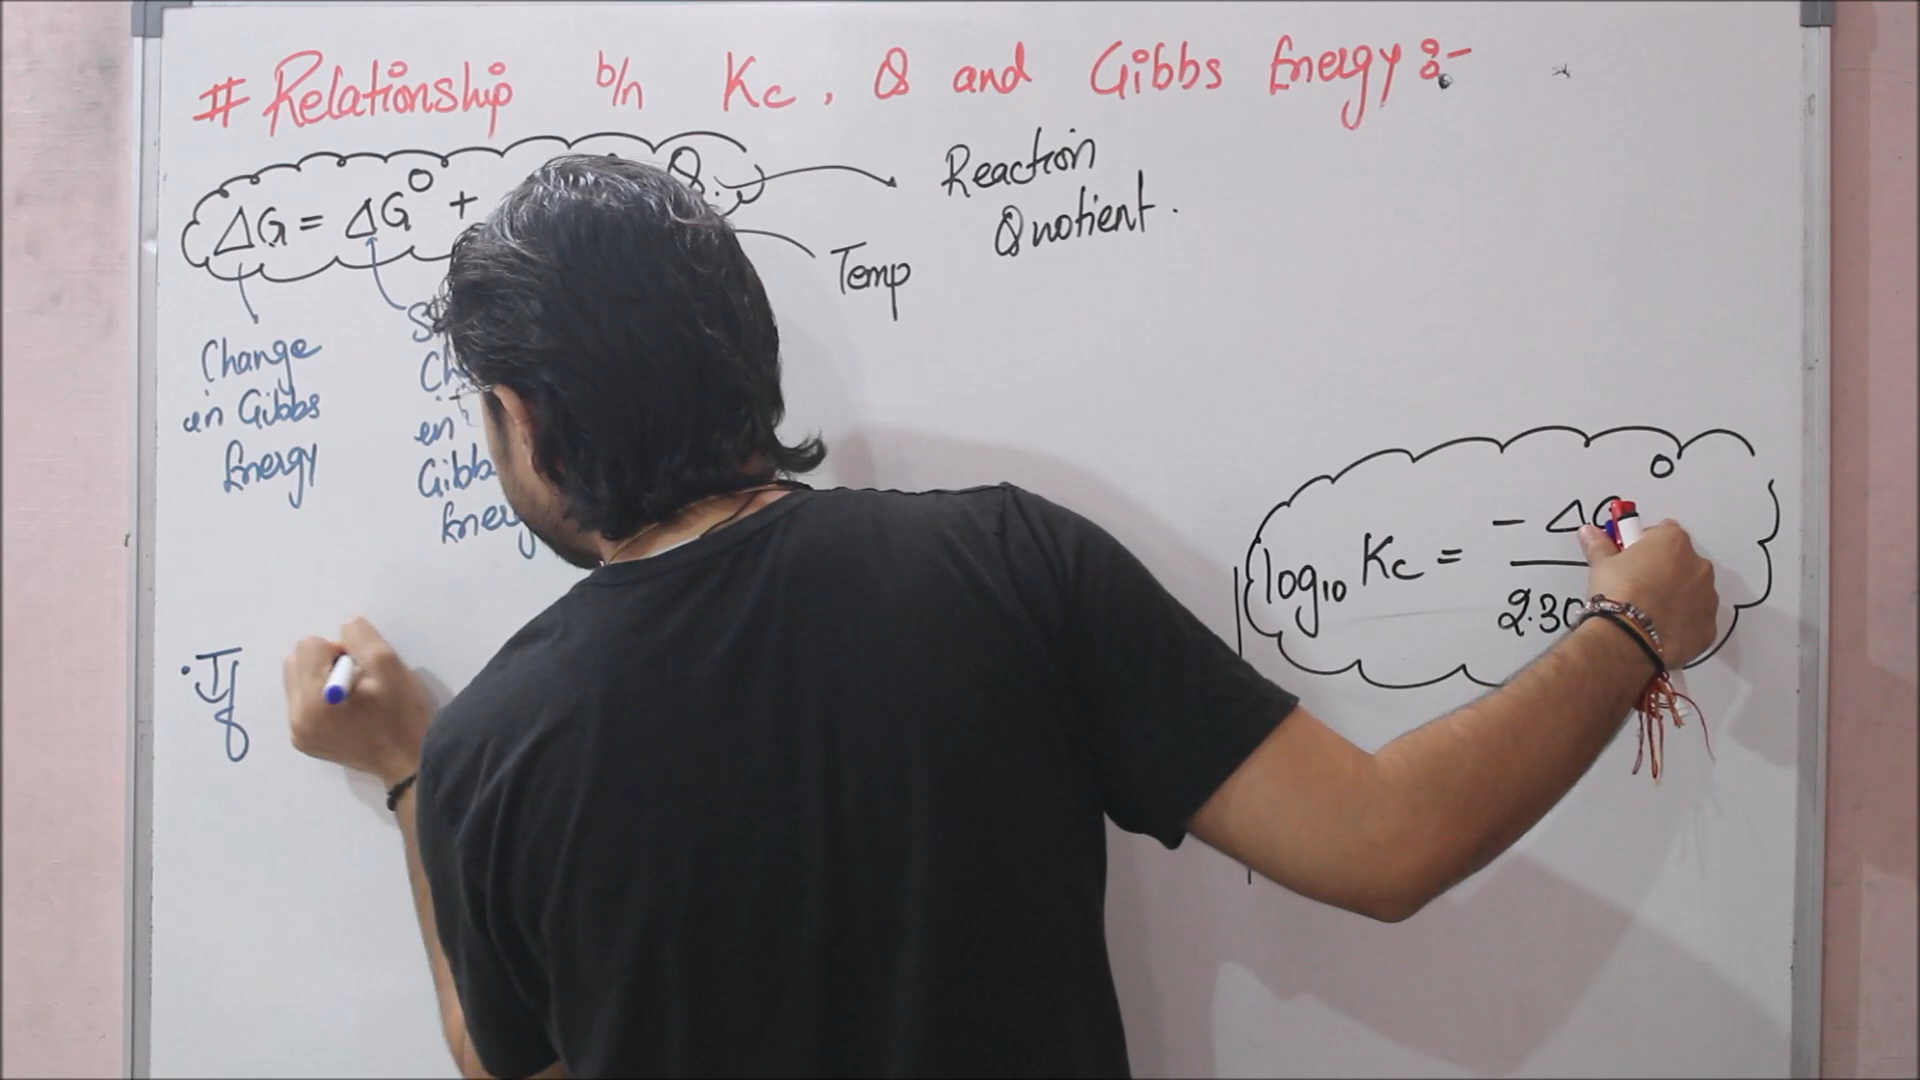 # Relationship b/n Kc, Q and Gibbs Energy :-
ΔG = ΔG° + Q.
Reaction
Quotient.
Temp
Change
in Gibbs
Energy
in
Gibbs
Energy
log₁₀ Kc = - ΔG°
2.30
If